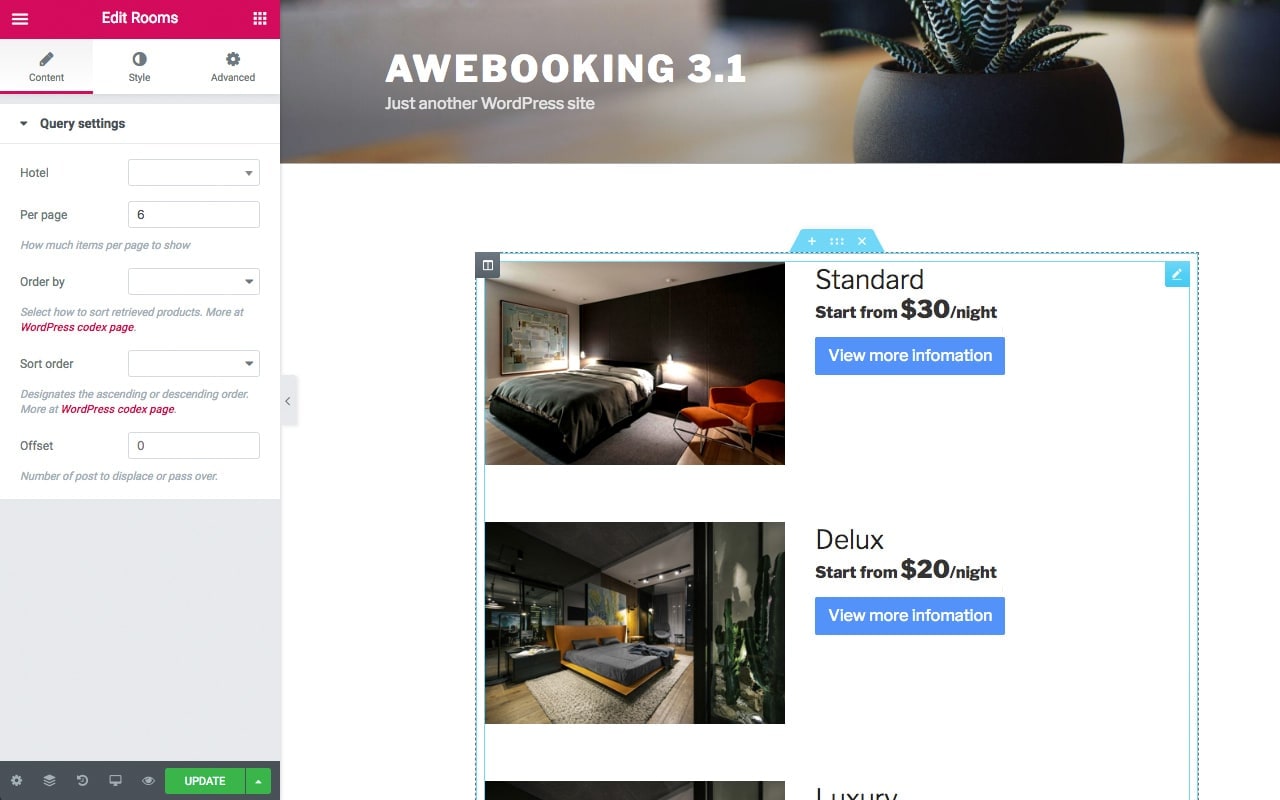 Edit Rooms
Content
Style
Advanced
Query settings
Hotel
Per page
6
How much items per page to show
Order by
Select how to sort retrieved products. More at
WordPress codex page.
Sort order
Designates the ascending or descending order.
More at WordPress codex page.
Offset
0
Number of post to displace or pass over.
UPDATE
AWEBOOKING 3.1
Just another WordPress site
Standard
Start from $30/night
View more infomation
Delux
Start from $20/night
View more infomation
Luxury